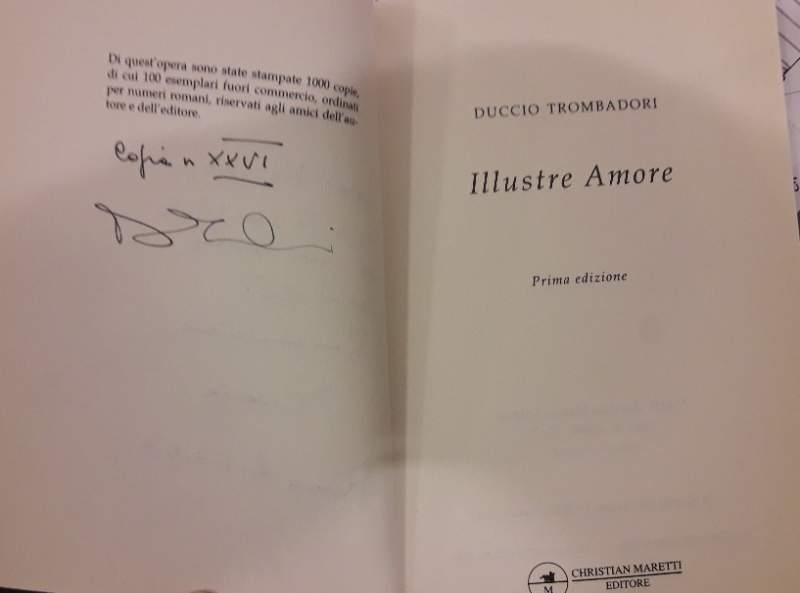 Di quest'opera sono state stampate 1000 copie,
di cui 100 esemplari fuori commercio, ordinati
per numeri romani, riservati agli amici dell'au-
tore e dell'editore.
Copia n XXVI
DUCCIO TROMBADORI
Illustre Amore
Prima edizione
M
CHRISTIAN MARETTI
EDITORE